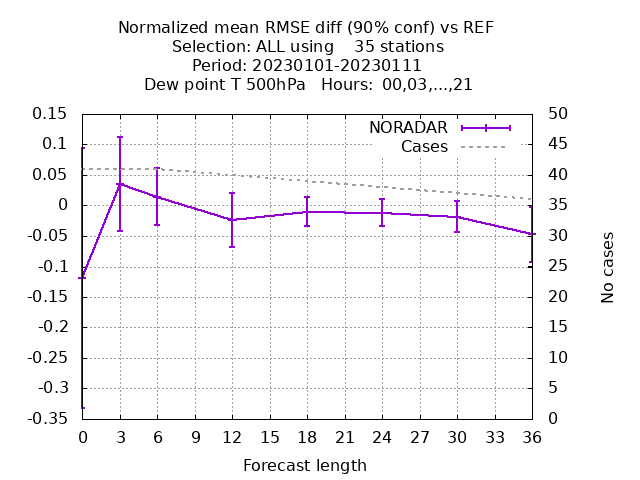 Normalized mean RMSE diff (90% conf) vs REF
Selection: ALL using    35 stations
Period: 20230101-20230111
Dew point T 500hPa   Hours: 00,03,...,21
NORADAR
Cases
0.15
0.1
0.05
0
-0.05
-0.1
-0.15
-0.2
-0.25
-0.3
-0.35
50
45
40
35
30
25
20
15
10
5
0
No cases
0 3 6 9 12 15 18 21 24 27 30 33 36
Forecast length